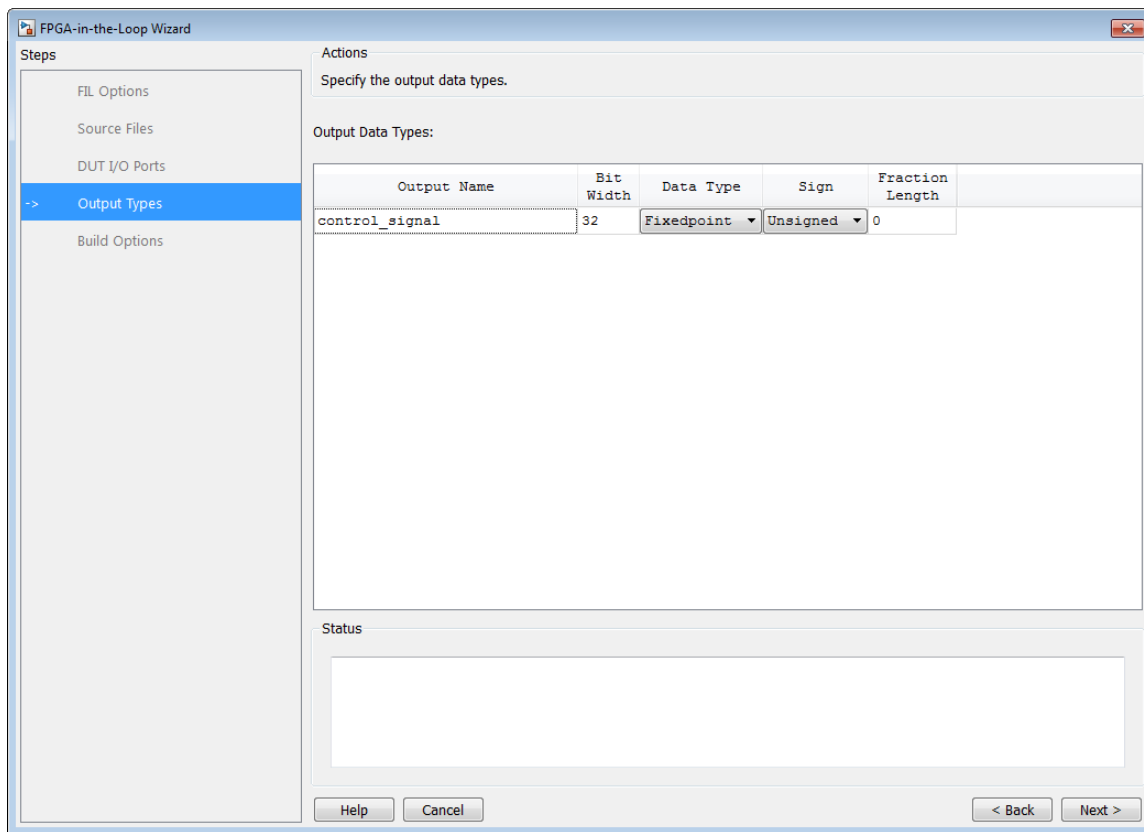 FPGA-in-the-Loop Wizard
Steps
FIL Options
Source Files
DUT I/O Ports
-> Output Types
Build Options
Actions
Specify the output data types.
Output Data Types:
Output Name Bit Width Data Type Sign Fraction Length
control_signal 32 Fixedpoint Unsigned 0
Status
Help Cancel < Back Next >